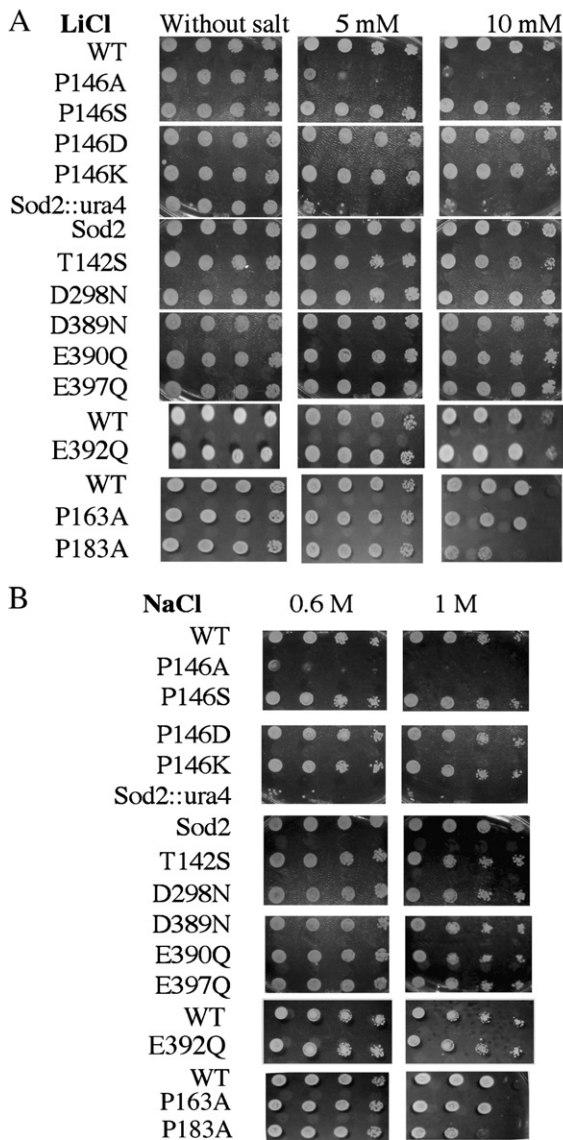 A LiCl Without salt 5 mM 10 mM
WT
P146A
P146S
P146D
P146K
Sod2::ura4
Sod2
T142S
D298N
D389N
E390Q
E397Q
WT
E392Q
WT
P163A
P183A
B NaCl 0.6 M 1 M
WT
P146A
P146S
P146D
P146K
Sod2::ura4
Sod2
T142S
D298N
D389N
E390Q
E397Q
WT
E392Q
WT
P163A
P183A